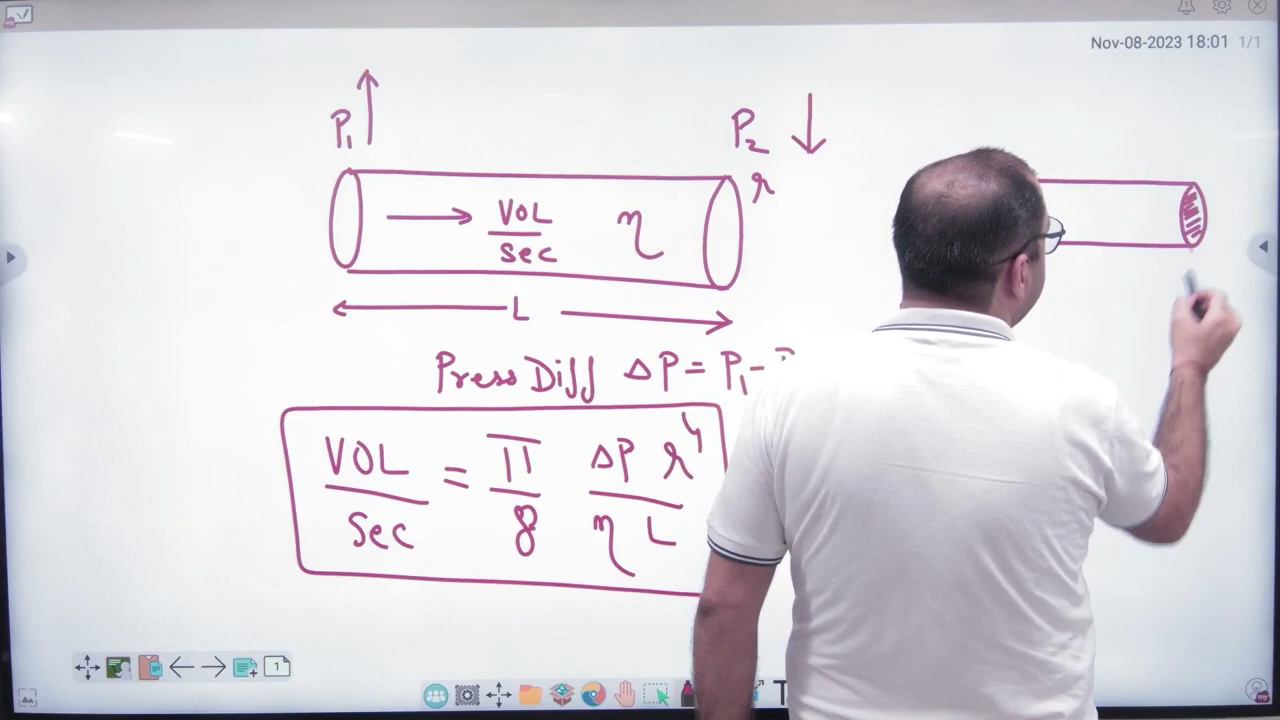 Nov-08-2023 18:01 1/1
P₁ ↑
P₂ ↓
r
→ VOL/Sec η
L
Press Diff ΔP = P₁ -
VOL/Sec = π/8 ΔP r⁴/η L
1
T